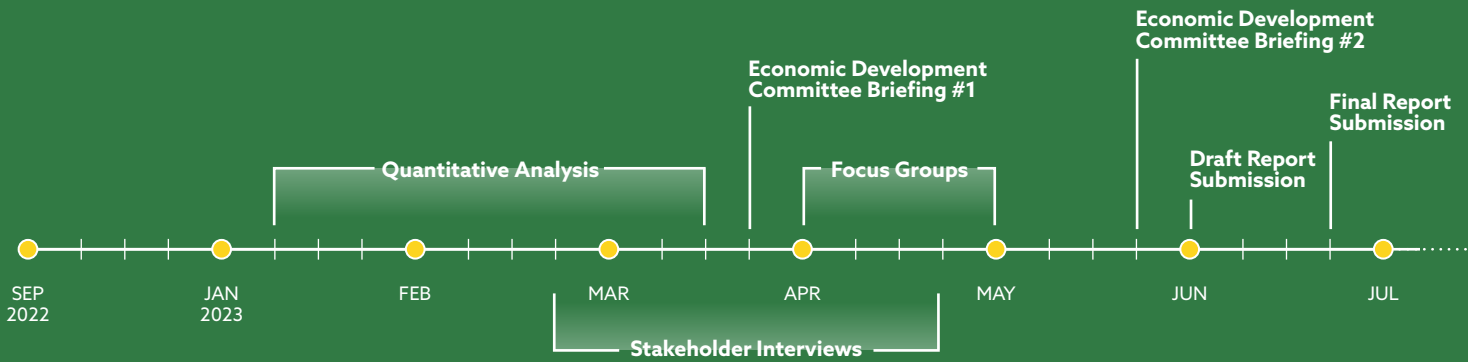 Economic Development
Committee Briefing #2
Economic Development
Committee Briefing #1
Final Report
Submission
Draft Report
Submission
Quantitative Analysis
Focus Groups
SEP
2022
JAN
2023
FEB
MAR
APR
MAY
JUN
JUL
Stakeholder Interviews